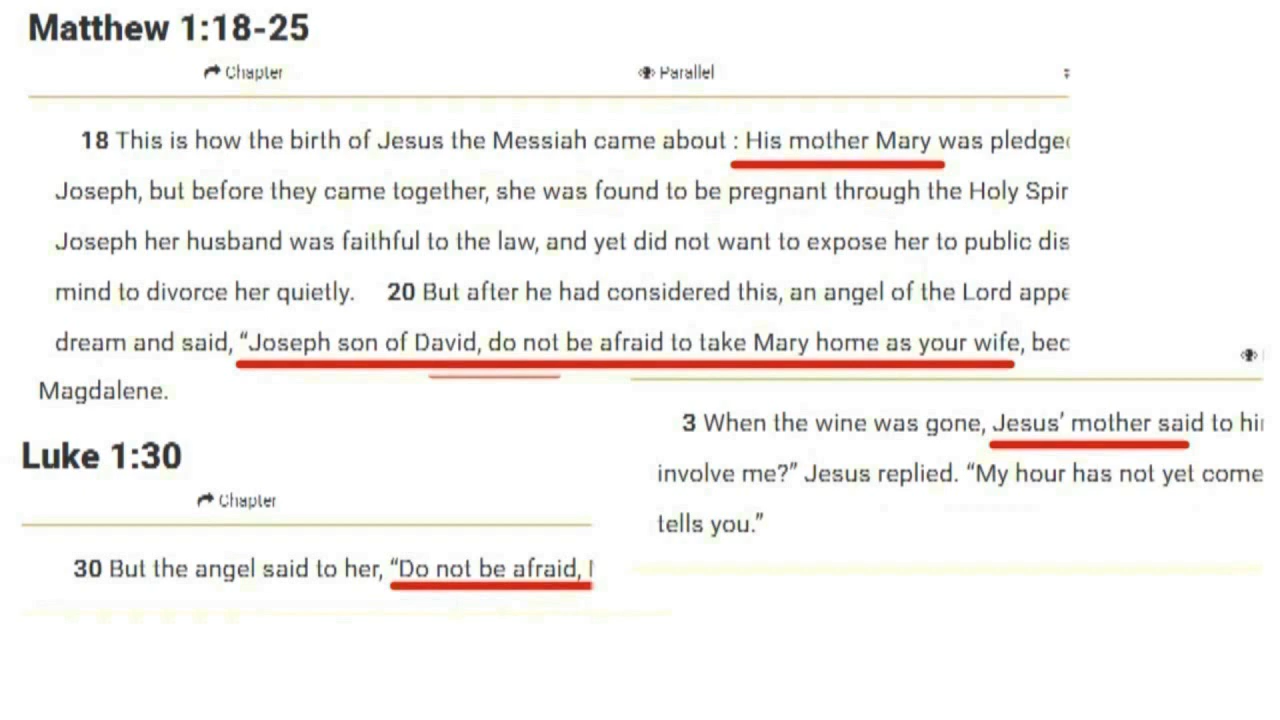 Matthew 1:18-25
Chapter
Parallel
18 This is how the birth of Jesus the Messiah came about : His mother Mary was pledged
Joseph, but before they came together, she was found to be pregnant through the Holy Spir
Joseph her husband was faithful to the law, and yet did not want to expose her to public dis
mind to divorce her quietly. 20 But after he had considered this, an angel of the Lord appe
dream and said, “Joseph son of David, do not be afraid to take Mary home as your wife, bec
Magdalene.
3 When the wine was gone, Jesus’ mother said to hi
involve me?” Jesus replied. “My hour has not yet come
tells you.”
Luke 1:30
Chapter
30 But the angel said to her, “Do not be afraid,